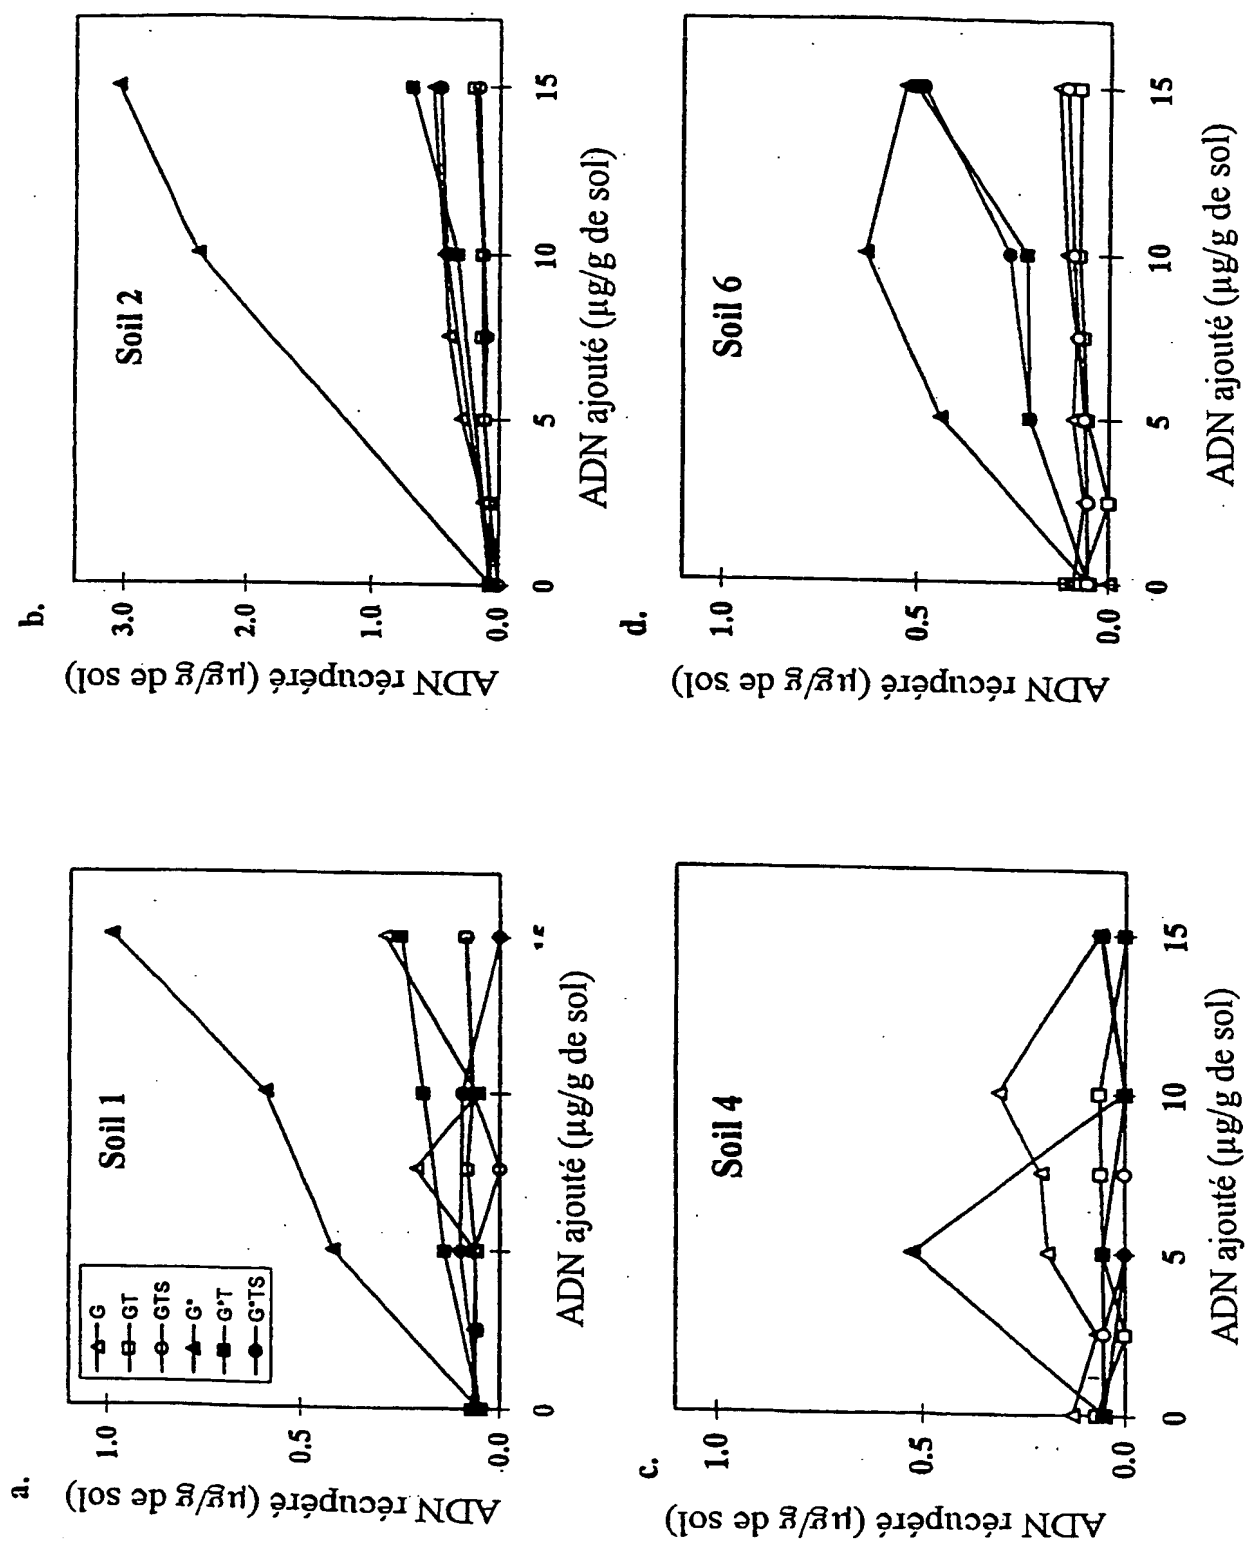 a.
ADN récupéré (µg/g de sol)
1.0
0.5
0.0
Soil 1
G
GT
GTS
G*
G*T
G*TS
0
5
10
ADN ajouté (µg/g de sol)
b.
ADN récupéré (µg/g de sol)
3.0
2.0
1.0
0.0
Soil 2
0
5
10
15
ADN ajouté (µg/g de sol)
c.
ADN récupéré (µg/g de sol)
1.0
0.5
0.0
Soil 4
0
5
10
15
ADN ajouté (µg/g de sol)
d.
ADN récupéré (µg/g de sol)
1.0
0.5
0.0
Soil 6
0
5
10
15
ADN ajouté (µg/g de sol)